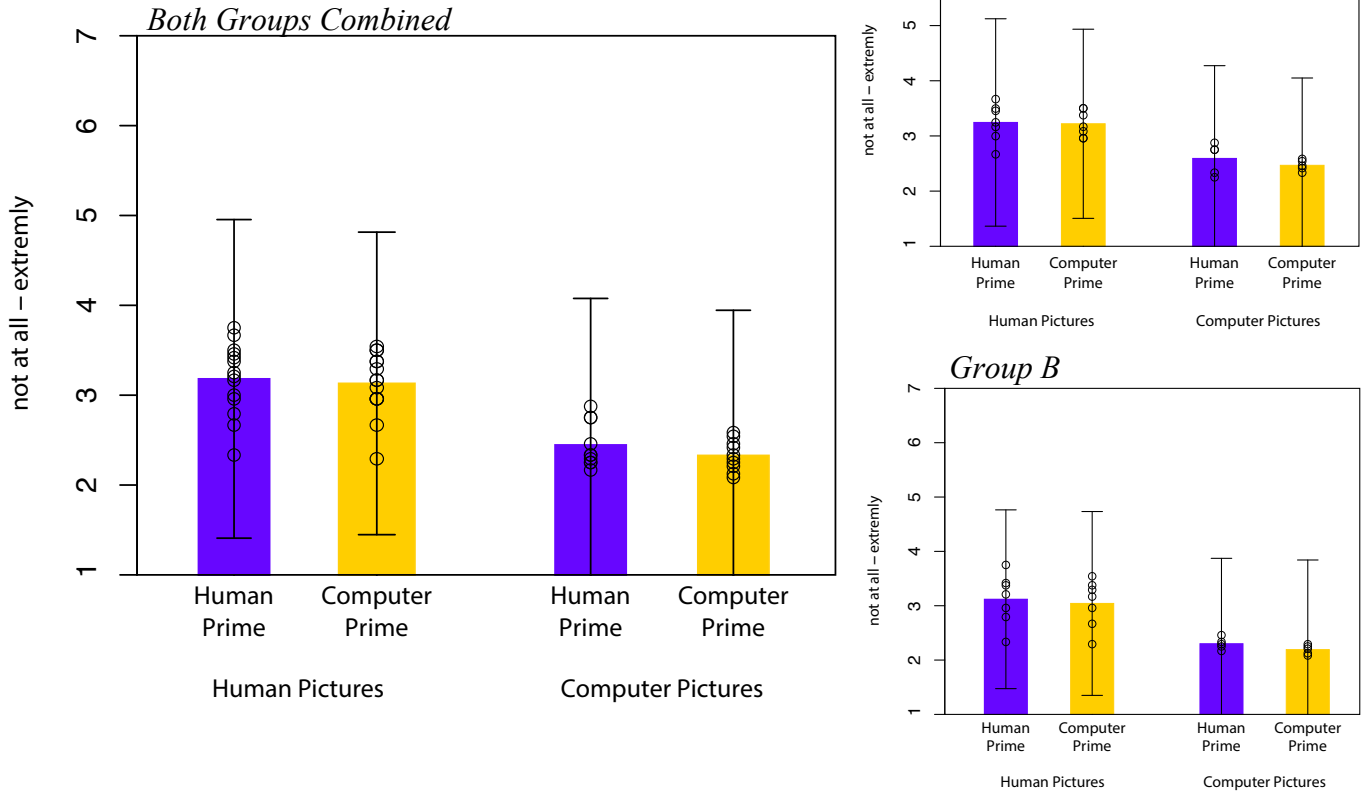 Both Groups Combined
not at all – extremly
7
6
5
4
3
2
1
Human
Prime
Computer
Prime
Human
Prime
Computer
Prime
Human Pictures
Computer Pictures
not at all – extremly
5
4
3
2
1
Human
Prime
Computer
Prime
Human
Prime
Computer
Prime
Human Pictures
Computer Pictures
Group B
not at all – extremly
7
6
5
4
3
2
1
Human
Prime
Computer
Prime
Human
Prime
Computer
Prime
Human Pictures
Computer Pictures